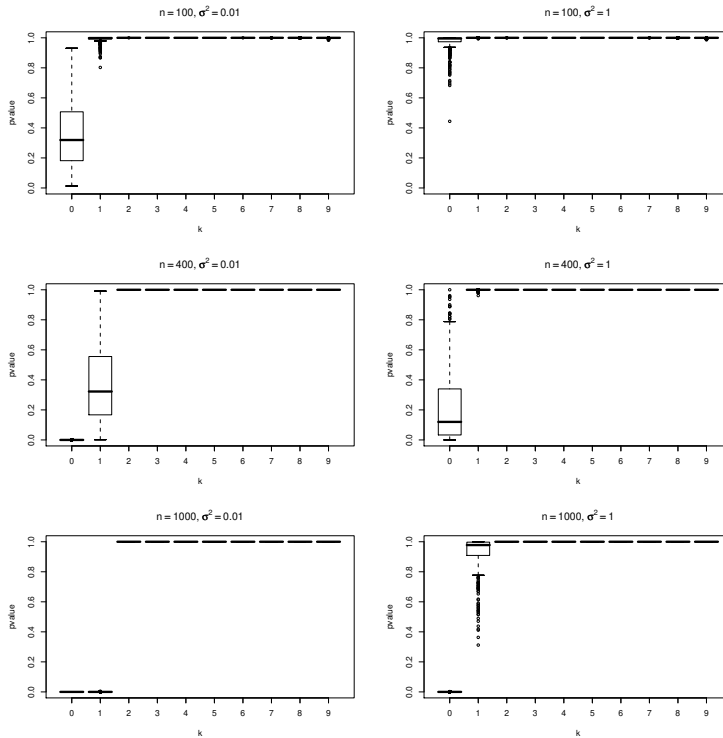 n = 100, σ² = 0.01
pvalue
1.0
0.8
0.6
0.4
0.2
0.0
0 1 2 3 4 5 6 7 8 9
k
n = 100, σ² = 1
pvalue
1.0
0.8
0.6
0.4
0.2
0.0
0 1 2 3 4 5 6 7 8 9
k
n = 400, σ² = 0.01
pvalue
1.0
0.8
0.6
0.4
0.2
0.0
0 1 2 3 4 5 6 7 8 9
k
n = 400, σ² = 1
pvalue
1.0
0.8
0.6
0.4
0.2
0.0
0 1 2 3 4 5 6 7 8 9
k
n = 1000, σ² = 0.01
pvalue
1.0
0.8
0.6
0.4
0.2
0.0
0 1 2 3 4 5 6 7 8 9
k
n = 1000, σ² = 1
pvalue
1.0
0.8
0.6
0.4
0.2
0.0
0 1 2 3 4 5 6 7 8 9
k